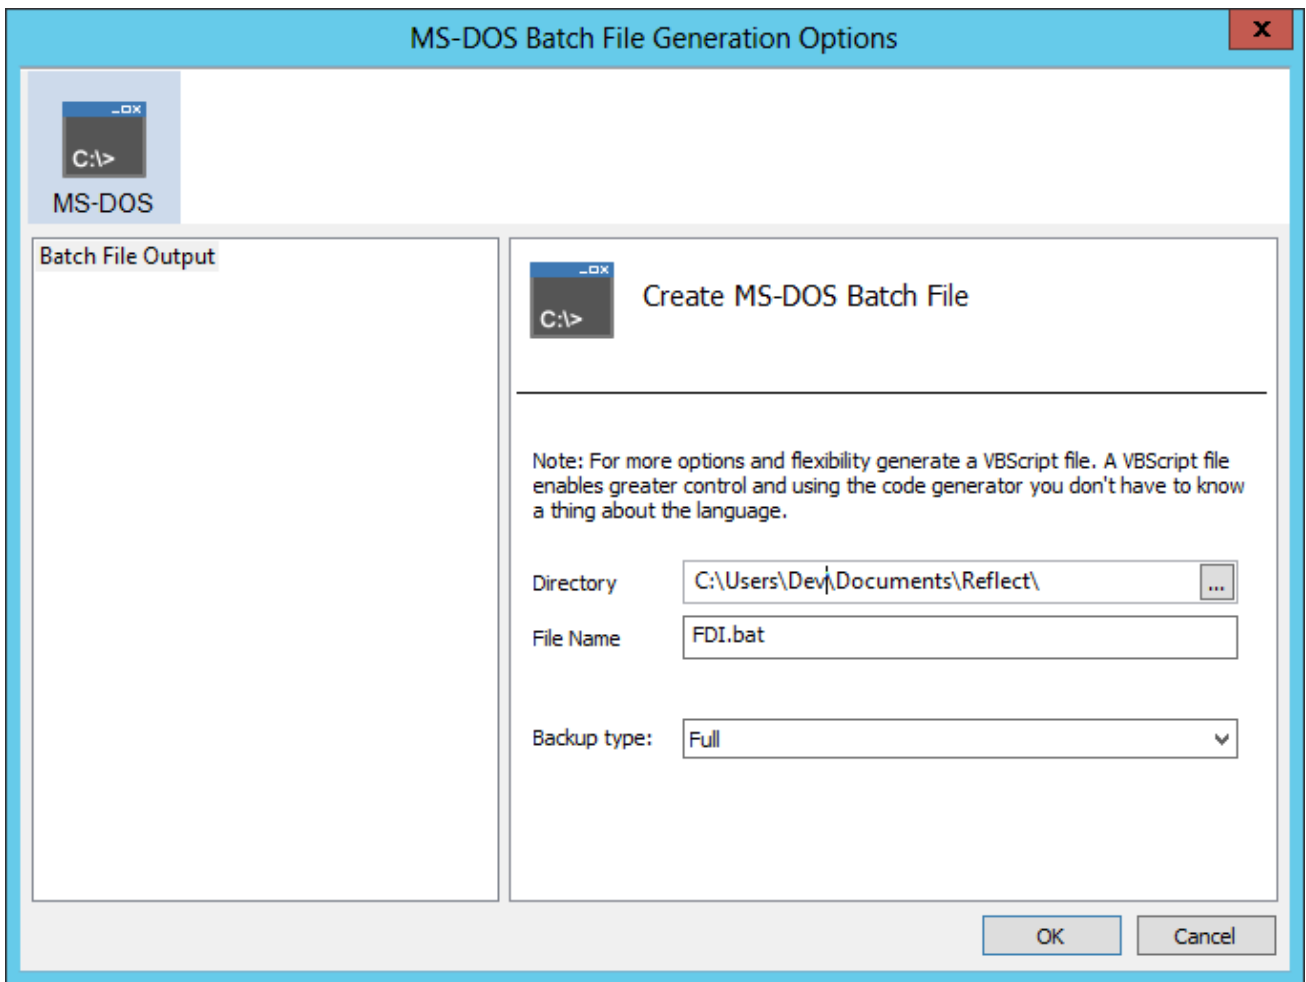 MS-DOS Batch File Generation Options
x
C:\>
MS-DOS
Batch File Output
C:\>
Create MS-DOS Batch File
Note: For more options and flexibility generate a VBScript file. A VBScript file
enables greater control and using the code generator you don't have to know
a thing about the language.
Directory C:\Users\Dev\Documents\Reflect\ ...
File Name FDI.bat
Backup type: Full
OK Cancel